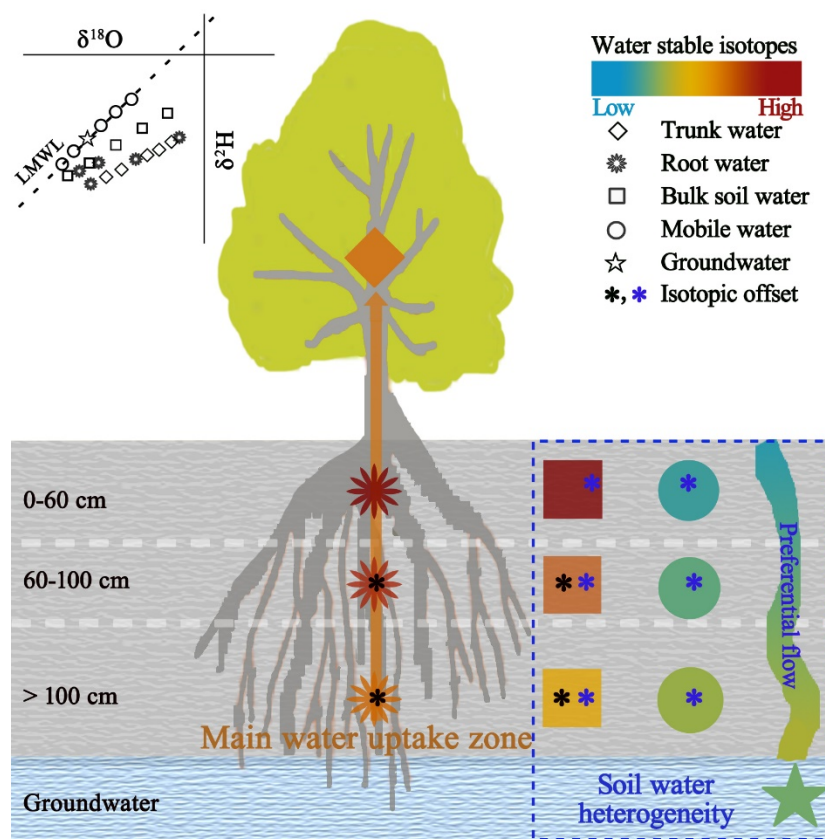 δ¹⁸O
δ²H
LMWL
Water stable isotopes
Low
High
Trunk water
Root water
Bulk soil water
Mobile water
Groundwater
*, * Isotopic offset
0-60 cm
60-100 cm
> 100 cm
Main water uptake zone
Groundwater
Preferential flow
Soil water
heterogeneity